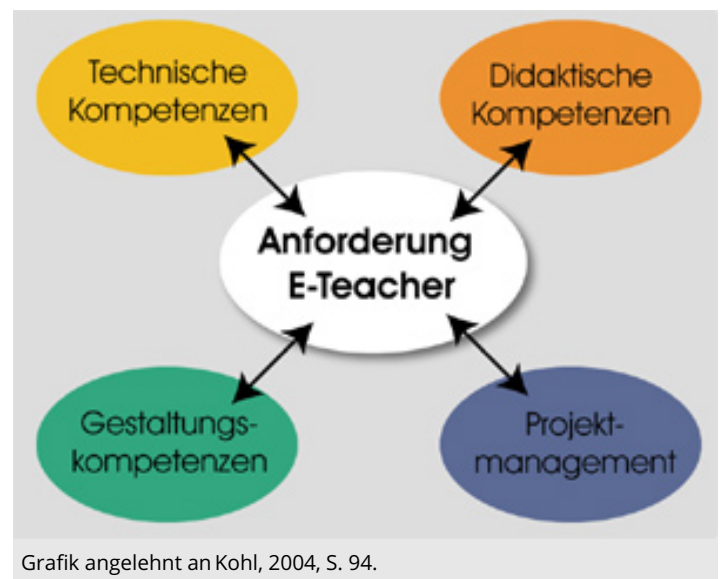 Technische
Kompetenzen
Didaktische
Kompetenzen
Anforderung
E-Teacher
Gestaltungs-
kompetenzen
Projekt-
management
Grafik angelehnt an Kohl, 2004, S. 94.